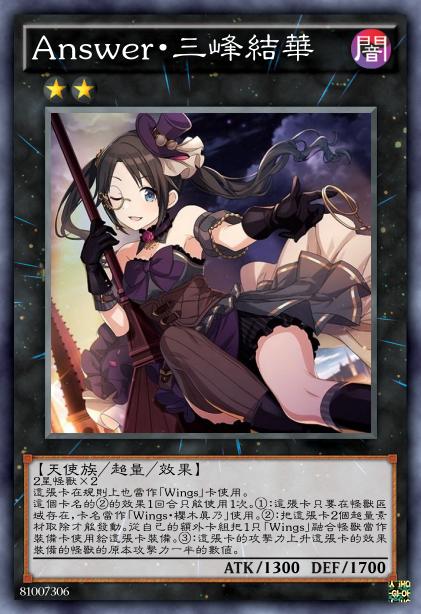 Answer・三峰結華
闇
【天使族／超量／效果】
2星怪獸×2
這張卡在規則上也當作「Wings」卡使用。
這個卡名的②的效果1回合只能使用1次。①:這張卡只要在怪獸區
域存在,卡名當作「Wings・櫻木真乃」使用。②:把這張卡2個超量素
材取除才能發動。從自己的額外卡組把1只「Wings」融合怪獸當作
裝備卡使用給這張卡裝備。③:這張卡的攻擊力上升這張卡的效果
裝備的怪獸的原本攻擊力一半的數值。
ATK/1300 DEF/1700
81007306